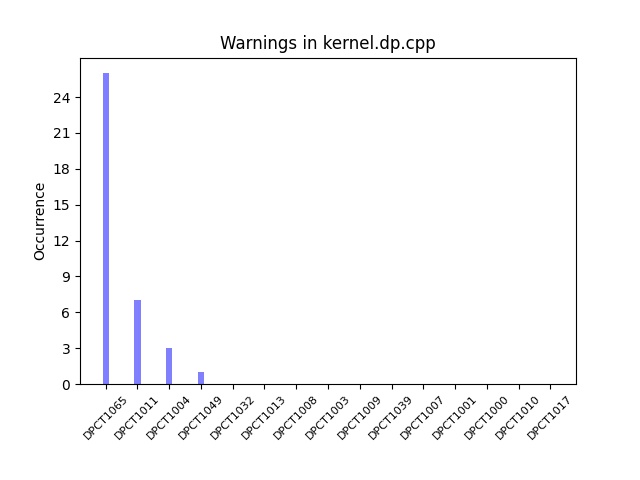 Warnings in kernel.dp.cpp
Occurrence
24
21
18
15
12
9
6
3
0
DPCT1065
DPCT1011
DPCT1004
DPCT1049
DPCT1032
DPCT1013
DPCT1008
DPCT1003
DPCT1009
DPCT1039
DPCT1007
DPCT1001
DPCT1000
DPCT1010
DPCT1017